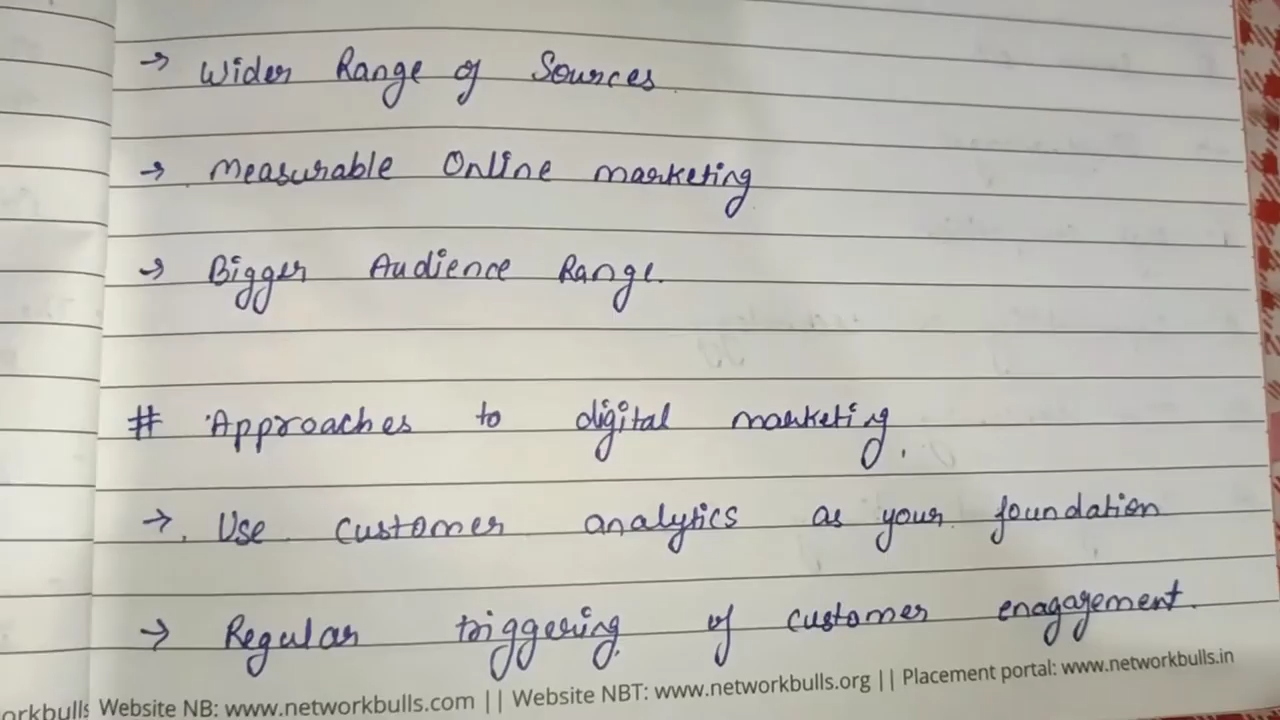 → Wider Range of Sources
→ Measurable Online marketing
→ Bigger Audience Range.
# Approaches to digital marketing.
→ Use customer analytics as your foundation
→ Regular triggering of customer enagagement.
orkbulls Website NB: www.networkbulls.com || Website NBT: www.networkbulls.org || Placement portal: www.networkbulls.in